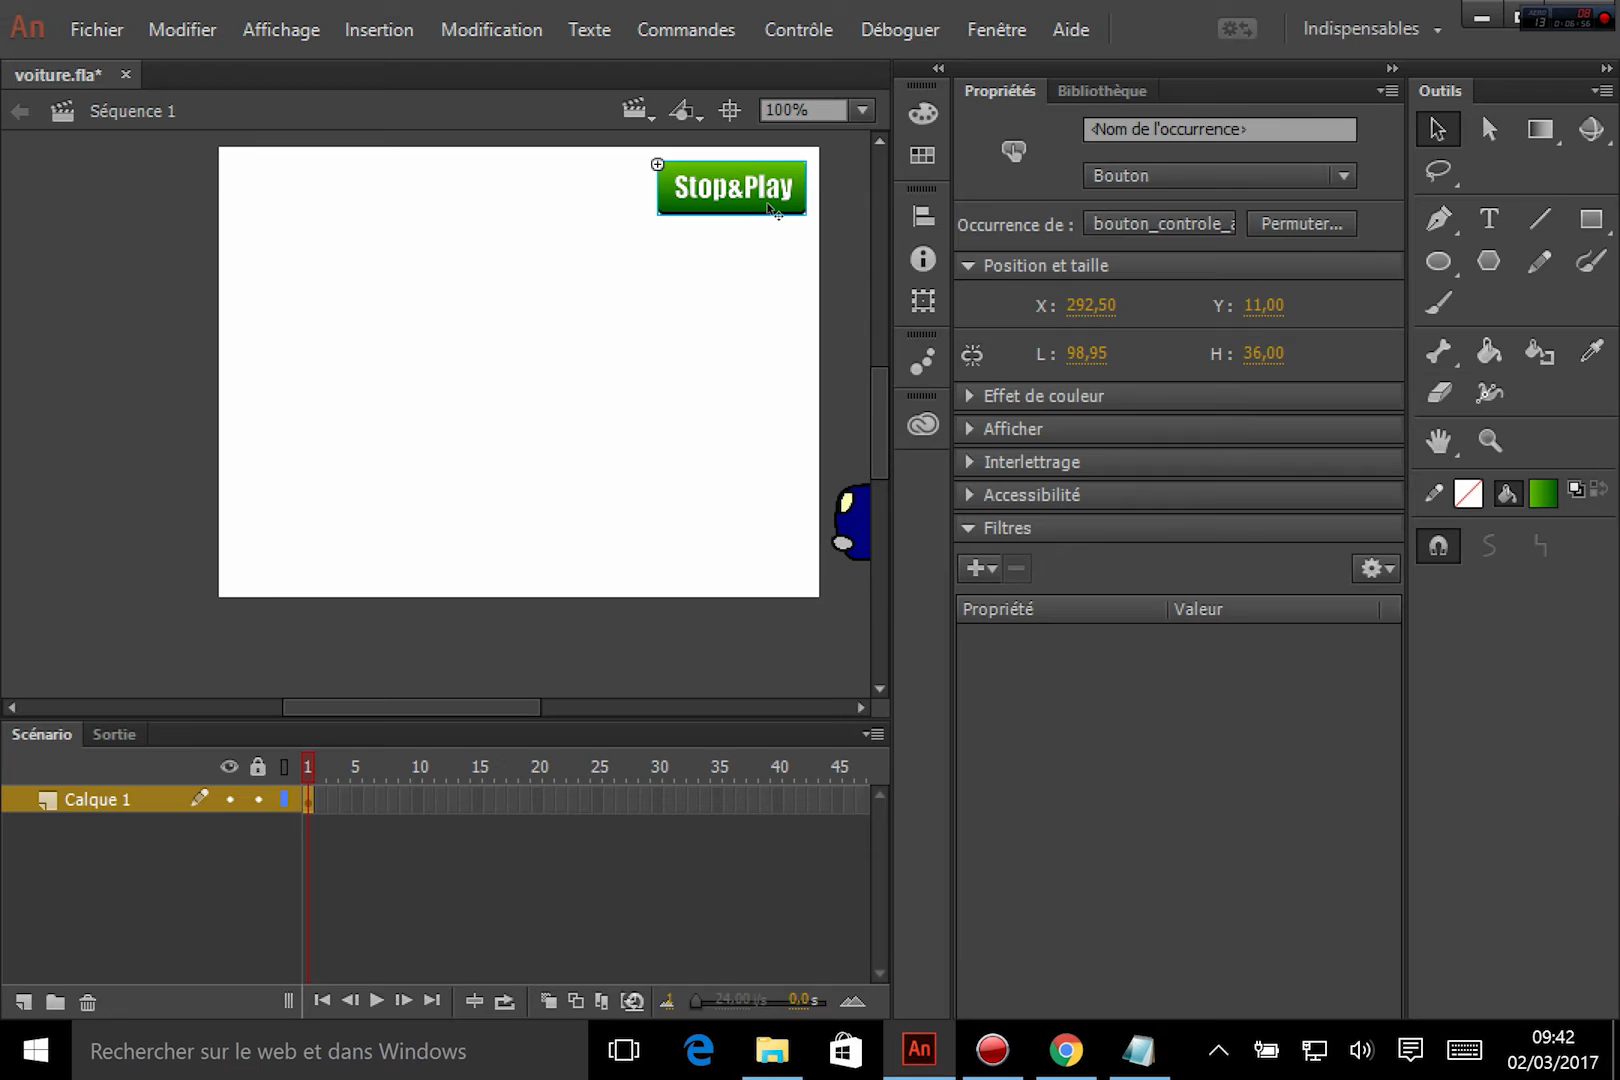 An Fichier Modifier Affichage Insertion Modification Texte Commandes Contrôle Déboguer Fenêtre Aide Indispensables
voiture.fla* ×
Séquence 1 100%
Stop&Play
Propriétés Bibliothèque
<Nom de l'occurrence>
Bouton
Occurrence de : bouton_controle_a Permuter...
Position et taille
X : 292,50 Y : 11,00
L : 98,95 H : 36,00
Effet de couleur
Afficher
Interlettrage
Accessibilité
Filtres
Propriété Valeur
Outils
Scénario Sortie
1 5 10 15 20 25 30 35 40 45
Calque 1
1 24,00 i/s 0,0 s
Rechercher sur le web et dans Windows
An
09:42
02/03/2017